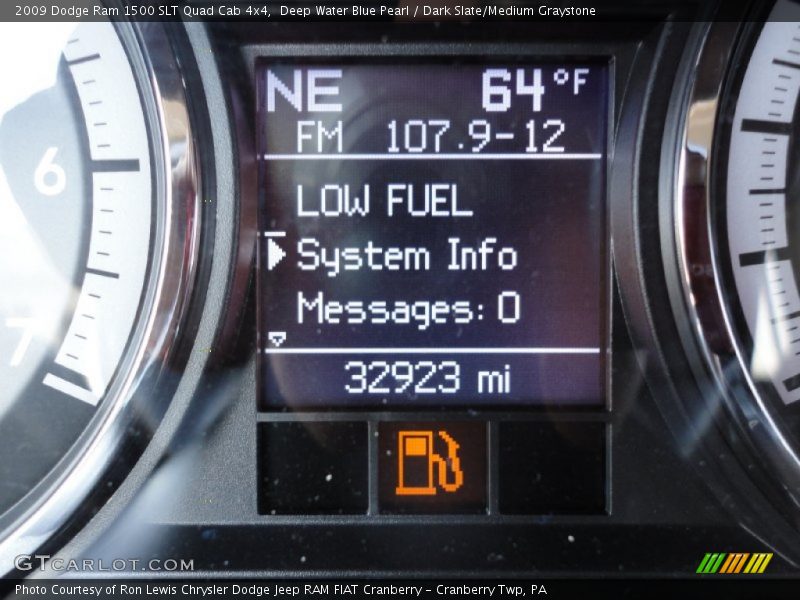 2009 Dodge Ram 1500 SLT Quad Cab 4x4, Deep Water Blue Pearl / Dark Slate/Medium Graystone
NE 64°F
FM 107.9-12
LOW FUEL
System Info
Messages: 0
32923 mi
6
7
GTCARLOT.COM
Photo Courtesy of Ron Lewis Chrysler Dodge Jeep RAM FIAT Cranberry – Cranberry Twp, PA